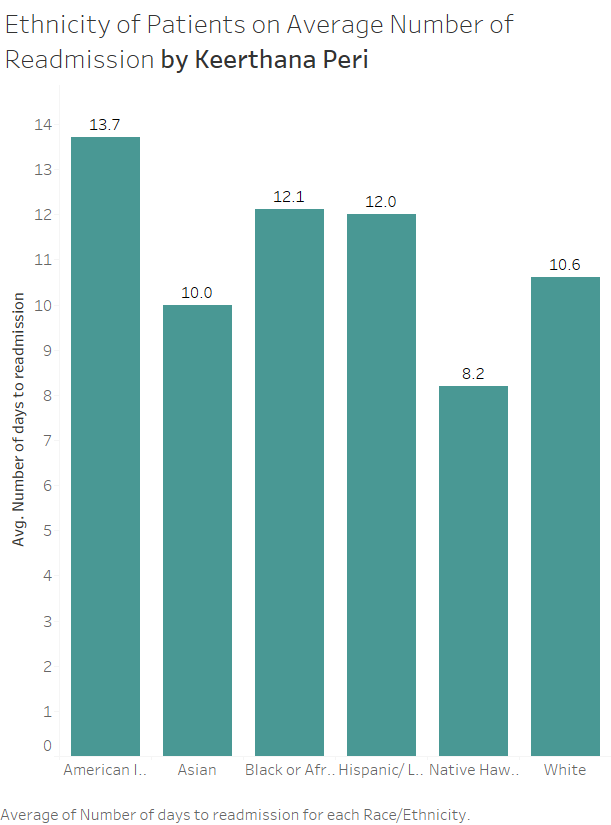 Ethnicity of Patients on Average Number of
Readmission by Keerthana Peri
Avg. Number of days to readmission
14
13
12
11
10
9
8
7
6
5
4
3
2
1
0
13.7
10.0
12.1
12.0
8.2
10.6
American I..
Asian
Black or Afr..
Hispanic/ L..
Native Haw..
White
Average of Number of days to readmission for each Race/Ethnicity.